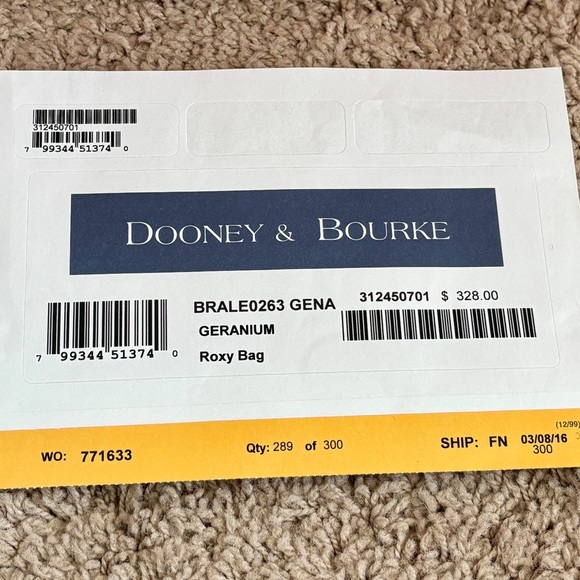 312450701
7 99344 51374 0
DOONEY & BOURKE
BRALE0263 GENA
312450701 $ 328.00
GERANIUM
7 99344 51374 0
Roxy Bag
(12/99)
WO: 771633
Qty: 289 of 300
SHIP: FN 03/08/16
300